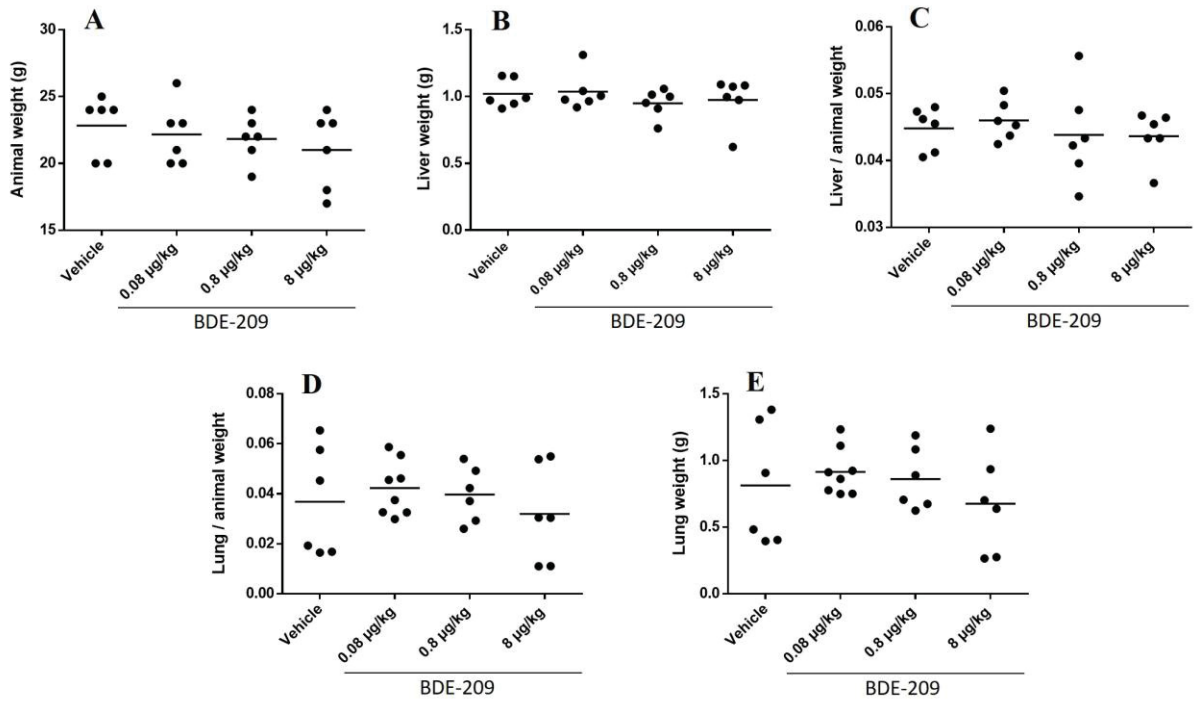 A
Animal weight (g)
30
25
20
15
Vehicle
0.08 µg/kg
0.8 µg/kg
8 µg/kg
BDE-209
B
Liver weight (g)
1.5
1.0
0.5
0.0
Vehicle
0.08 µg/kg
0.8 µg/kg
8 µg/kg
BDE-209
C
Liver / animal weight
0.06
0.05
0.04
0.03
Vehicle
0.08 µg/kg
0.8 µg/kg
8 µg/kg
BDE-209
D
Lung / animal weight
0.08
0.06
0.04
0.02
0.00
Vehicle
0.08 µg/kg
0.8 µg/kg
8 µg/kg
BDE-209
E
Lung weight (g)
1.5
1.0
0.5
0.0
Vehicle
0.08 µg/kg
0.8 µg/kg
8 µg/kg
BDE-209